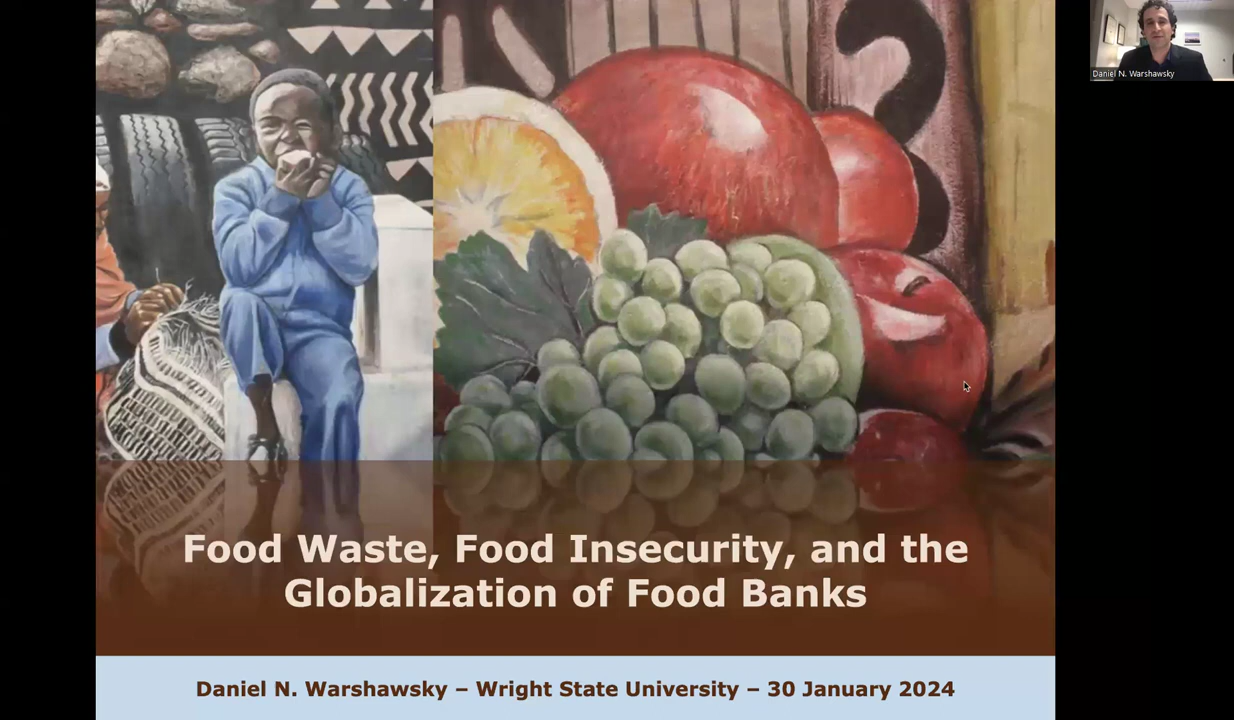 Daniel N. Warshawsky
Food Waste, Food Insecurity, and the
Globalization of Food Banks
Daniel N. Warshawsky – Wright State University – 30 January 2024